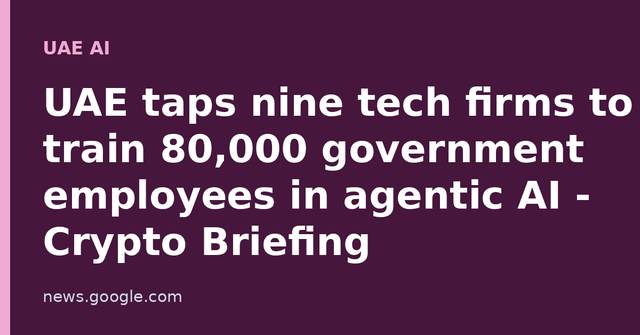 UAE AI
UAE taps nine tech firms to
train 80,000 government
employees in agentic AI -
Crypto Briefing
news.google.com